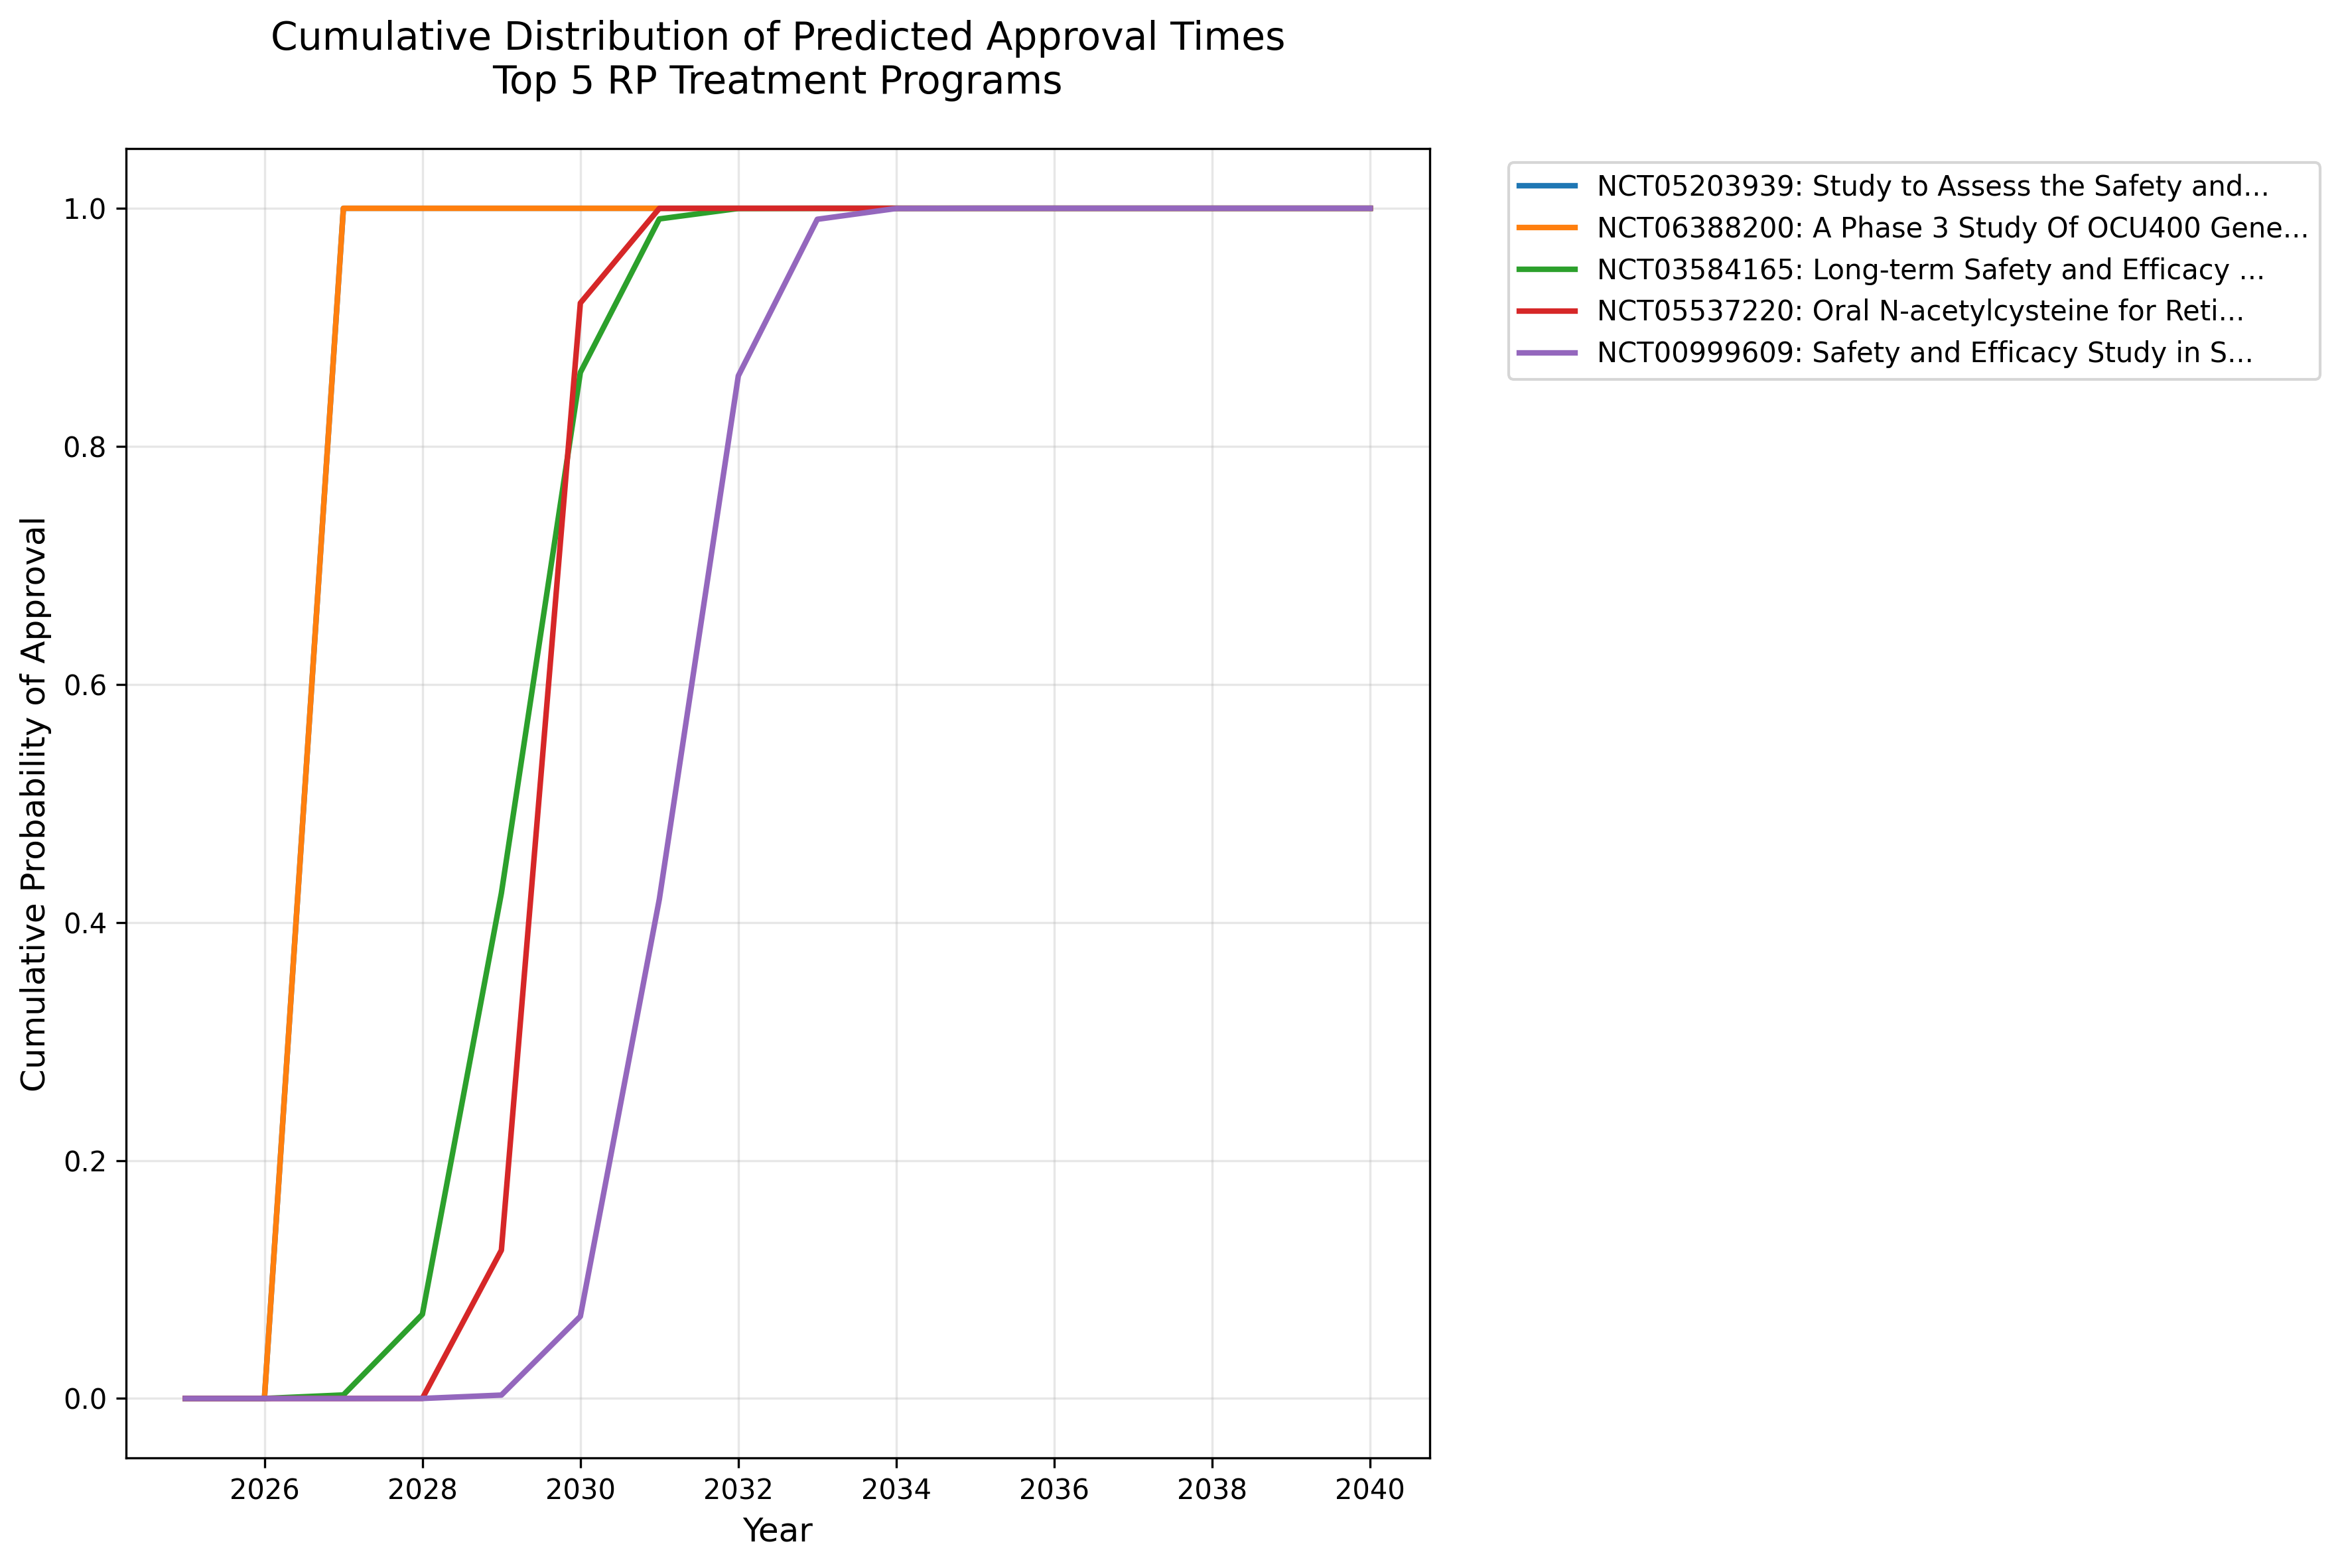 Cumulative Distribution of Predicted Approval Times
Top 5 RP Treatment Programs
Cumulative Probability of Approval
1.0
0.8
0.6
0.4
0.2
0.0
2026
2028
2030
2032
2034
2036
2038
2040
Year
NCT05203939: Study to Assess the Safety and...
NCT06388200: A Phase 3 Study Of OCU400 Gene...
NCT03584165: Long-term Safety and Efficacy ...
NCT05537220: Oral N-acetylcysteine for Reti...
NCT00999609: Safety and Efficacy Study in S...